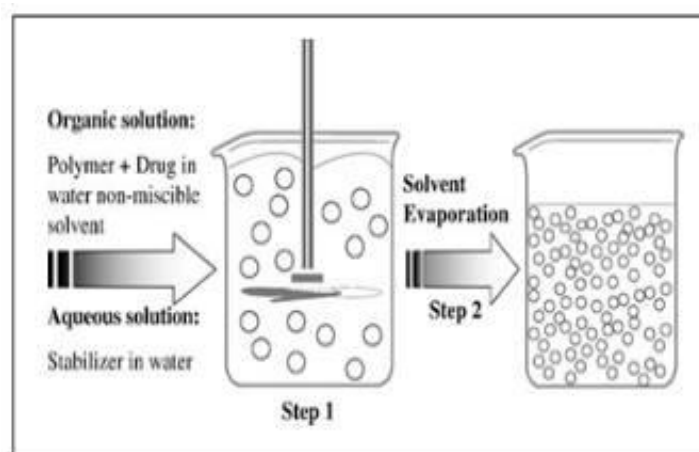 Organic solution:
Polymer + Drug in
water non-miscible
solvent
Aqueous solution:
Stabilizer in water
Step 1
Solvent
Evaporation
Step 2